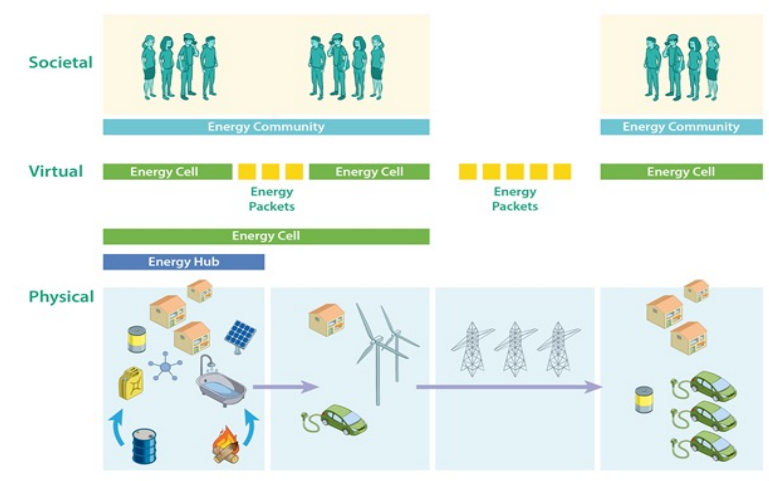 Societal
Energy Community
Energy Community
Virtual
Energy Cell
Energy Cell
Energy Cell
Energy
Packets
Energy
Packets
Energy Cell
Energy Hub
Physical